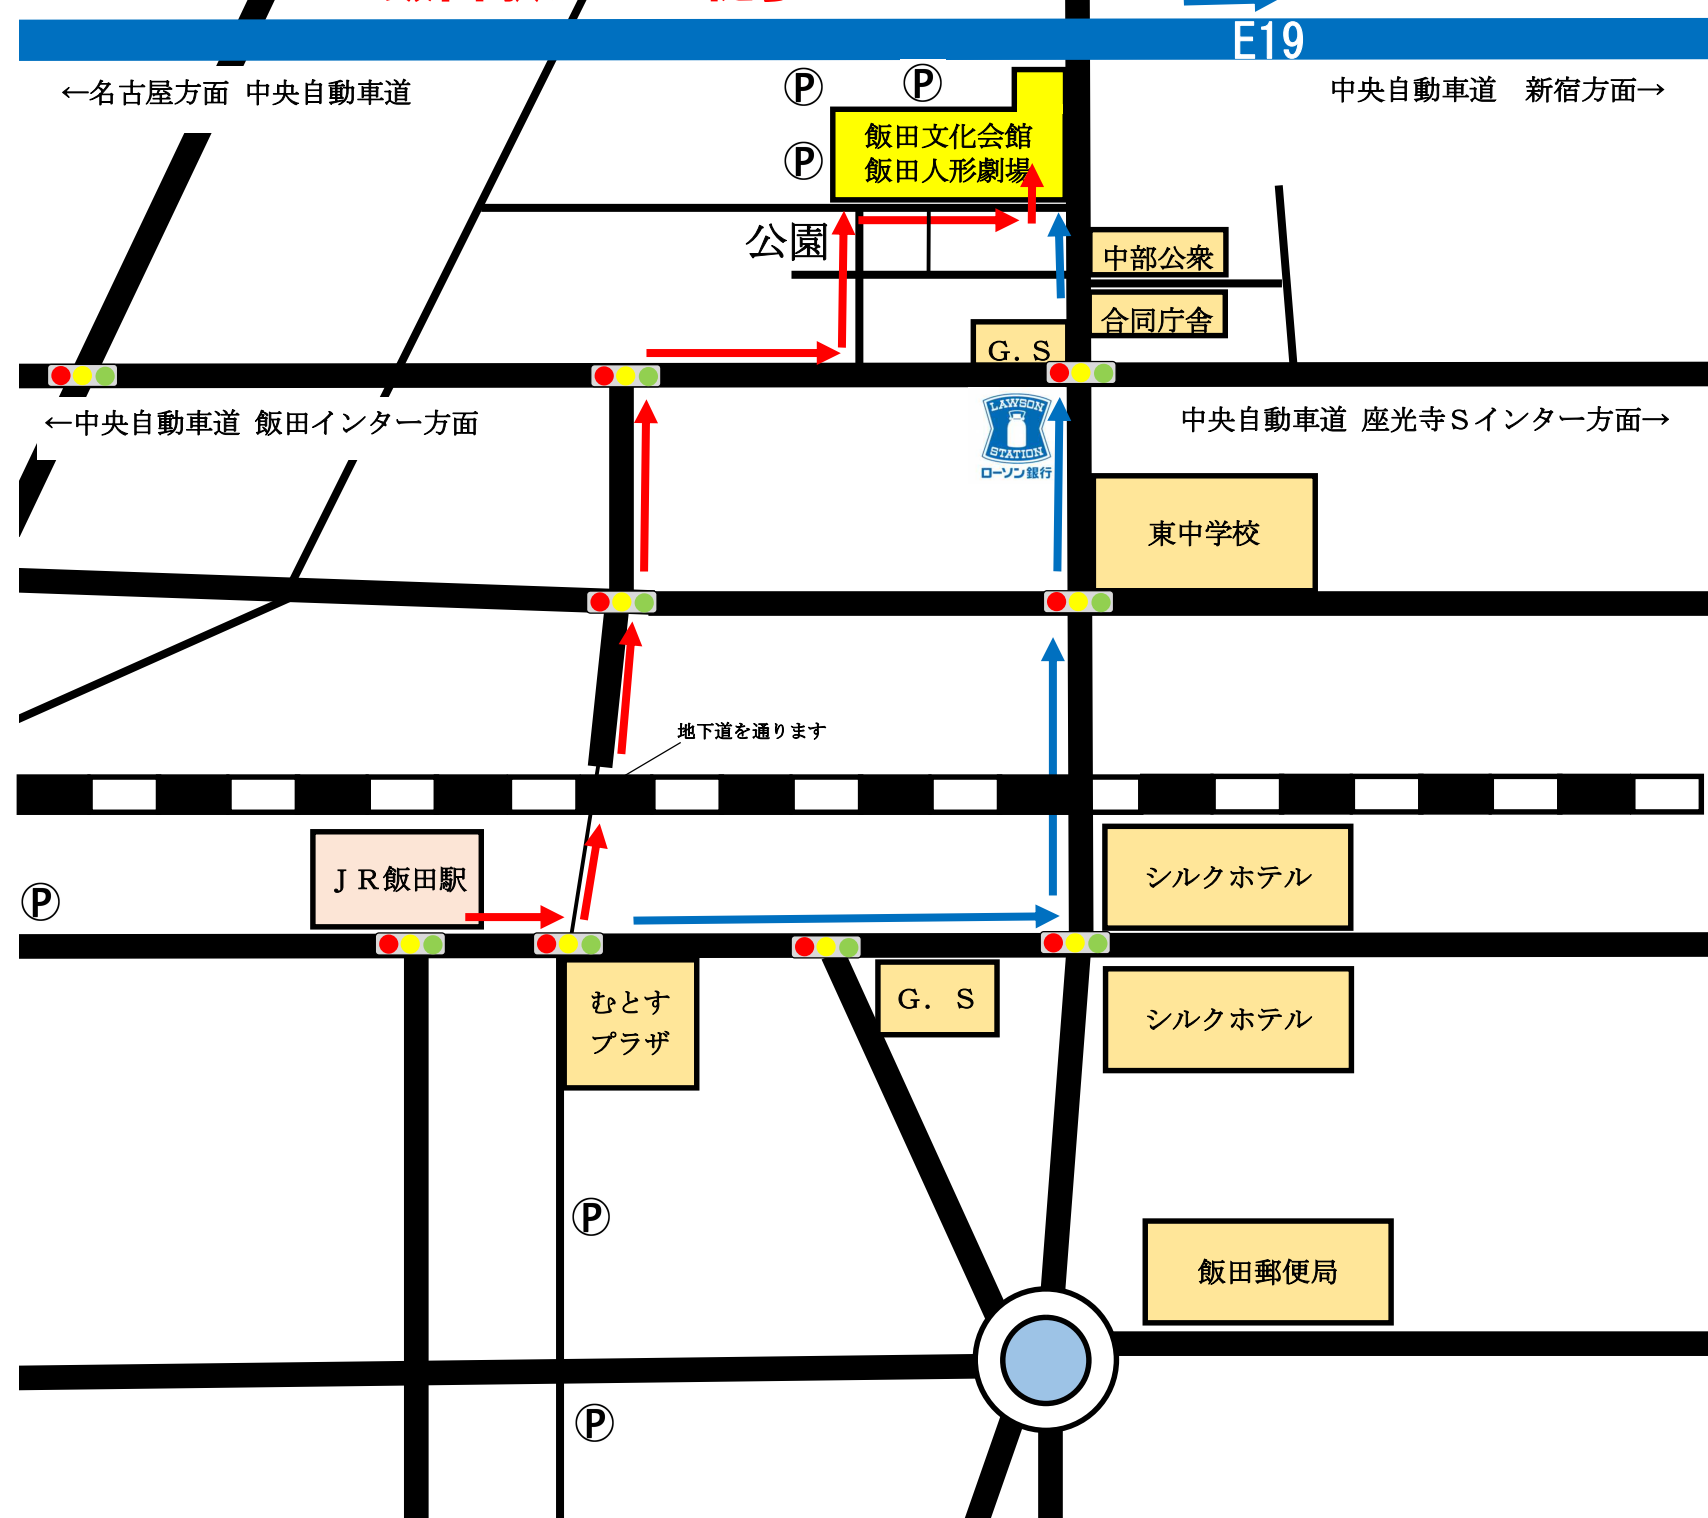 E19
←名古屋方面 中央自動車道
中央自動車道　新宿方面→
Ⓟ
Ⓟ
Ⓟ
飯田文化会館
飯田人形劇場
公園
中部公衆
合同庁舎
Ｇ.Ｓ
←中央自動車道 飯田インター方面
中央自動車道 座光寺Ｓインター方面→
LAWSON
STATION
ローソン銀行
東中学校
地下道を通ります
ＪＲ飯田駅
シルクホテル
Ⓟ
むとす
プラザ
Ｇ．Ｓ
シルクホテル
Ⓟ
飯田郵便局
Ⓟ